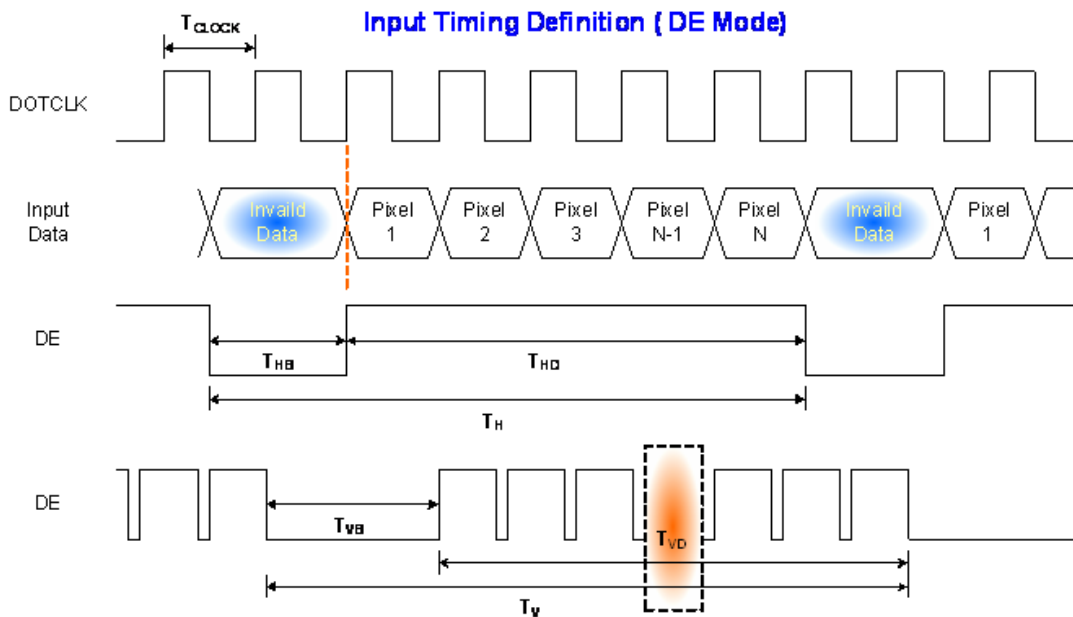 Input Timing Definition ( DE Mode)
TCLOCK
DOTCLK
Input
Data
Invaild
Data
Pixel
1
Pixel
2
Pixel
3
Pixel
N-1
Pixel
N
Invaild
Data
Pixel
1
DE
THB
THD
TH
DE
TVB
TVD
TV